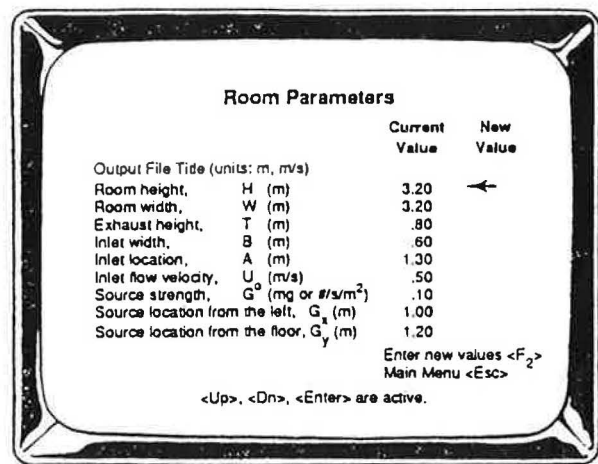 Room Parameters
Current New
Value Value
Output File Title (units: m, m/s)
Room height, H (m) 3.20
Room width, W (m) 3.20
Exhaust height, T (m) .80
Inlet width, B (m) .60
Inlet location, A (m) 1.30
Inlet flow velocity, U (m/s) .50
Source strength, G° (mg or #/s/m²) .10
Source location from the left, Gₓ (m) 1.00
Source location from the floor, Gy (m) 1.20
Enter new values <F₂>
Main Menu <Esc>
<Up>, <Dn>, <Enter> are active.